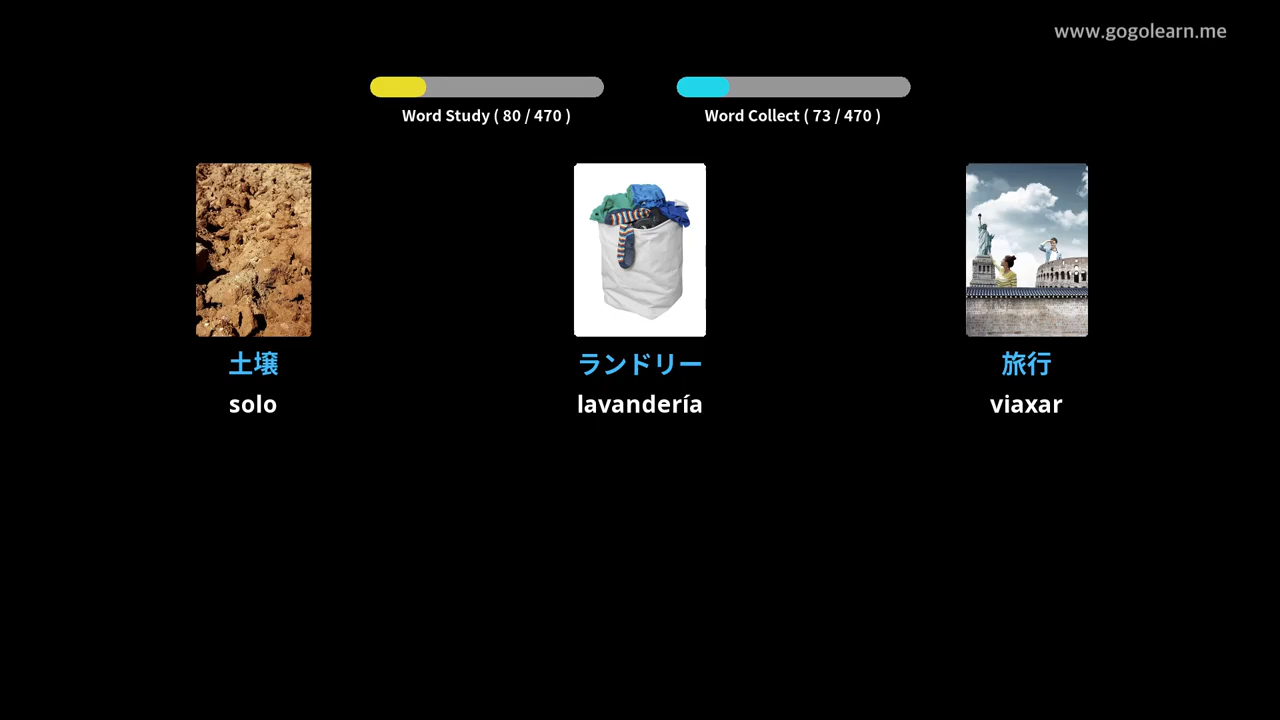 www.gogolearn.me
Word Study ( 80 / 470 )
Word Collect ( 73 / 470 )
土壌
ランドリー
旅行
solo
lavandería
viaxar